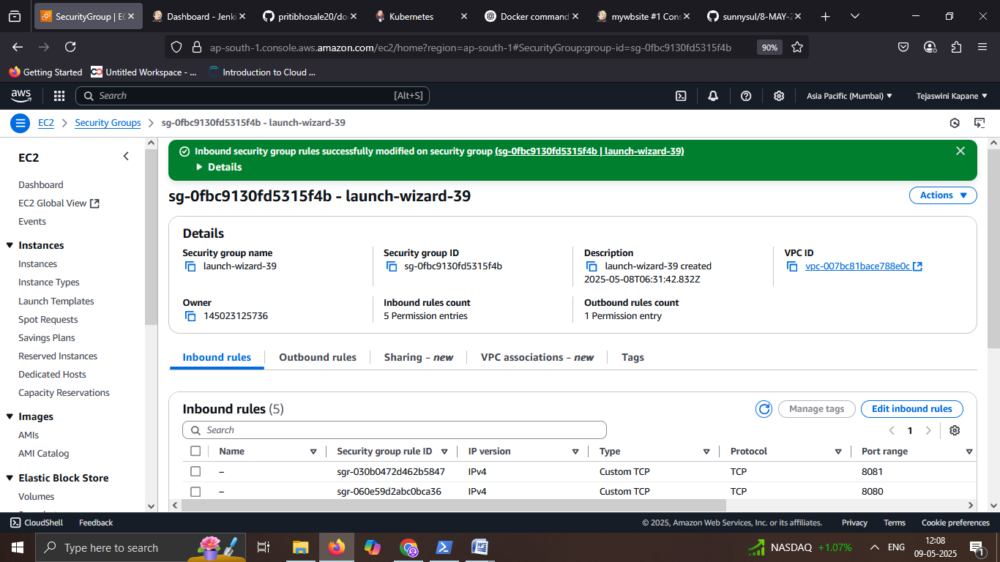 SecurityGroup | EC
Dashboard - Jenki
pritibhosale20/do
Kubernetes
Docker command
mywbsite #1 Cons
sunnysul/8-MAY-2
ap-south-1.console.aws.amazon.com/ec2/home?region=ap-south-1#SecurityGroup:group-id=sg-0fbc9130fd5315f4b
90%
Getting Started
Untitled Workspace - ...
Introduction to Cloud ...
aws
Search
[Alt+S]
Asia Pacific (Mumbai)
Tejaswini Kapane
EC2
Security Groups
sg-0fbc9130fd5315f4b - launch-wizard-39
EC2
Dashboard
EC2 Global View
Events
Instances
Instances
Instance Types
Launch Templates
Spot Requests
Savings Plans
Reserved Instances
Dedicated Hosts
Capacity Reservations
Images
AMIs
AMI Catalog
Elastic Block Store
Volumes
Inbound security group rules successfully modified on security group (sg-0fbc9130fd5315f4b | launch-wizard-39)
Details
sg-0fbc9130fd5315f4b - launch-wizard-39
Actions
Details
Security group name
launch-wizard-39
Security group ID
sg-0fbc9130fd5315f4b
Description
launch-wizard-39 created
2025-05-08T06:31:42.832Z
VPC ID
vpc-007bc81bace788e0c
Owner
145023125736
Inbound rules count
5 Permission entries
Outbound rules count
1 Permission entry
Inbound rules
Outbound rules
Sharing - new
VPC associations - new
Tags
Inbound rules (5)
Manage tags
Edit inbound rules
Search
1
Name Security group rule ID IP version Type Protocol Port range
– sgr-030b0472d462b5847 IPv4 Custom TCP TCP 8081
– sgr-060e59d2abc0bca36 IPv4 Custom TCP TCP 8080
CloudShell
Feedback
© 2025, Amazon Web Services, Inc. or its affiliates.
Privacy
Terms
Cookie preferences
Type here to search
NASDAQ +1.07%
ENG
12:08
09-05-2025
1